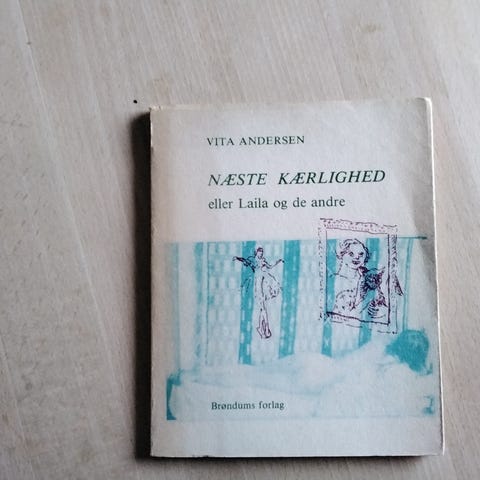 VITA ANDERSEN
NÆSTE KÆRLIGHED
eller Laila og de andre
Brøndums forlag